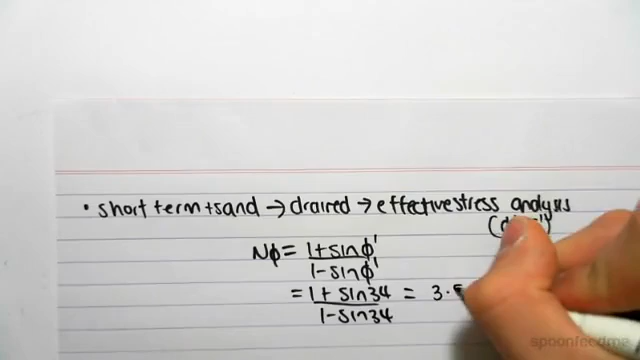 • short term + sand → drained → effective stress analysis
Nϕ = 1 + sin ϕ'
1 - sin ϕ'
= 1 + sin 34 = 3.
1 - sin 34
spoonfeedme